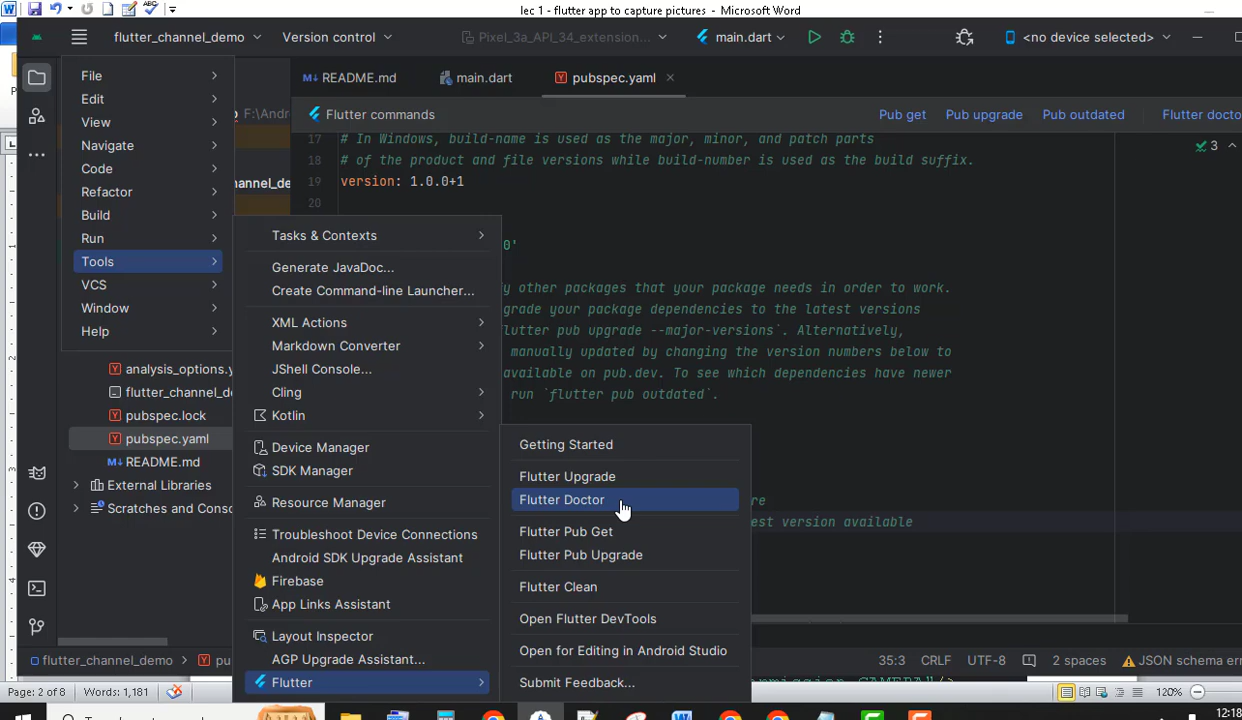 lec 1 - flutter app to capture pictures - Microsoft Word
flutter_channel_demo
Version control
Pixel_3a_API_34_extension...
main.dart
<no device selected>
File
Edit
View
Navigate
Code
Refactor
Build
Run
Tools
VCS
Window
Help
README.md
main.dart
pubspec.yaml
Flutter commands
Pub get
Pub upgrade
Pub outdated
Flutter docto
F:\Andro
17 # In Windows, build-name is used as the major, minor, and patch parts
18 # of the product and file versions while build-number is used as the build suffix.
19 version: 1.0.0+1
20
3
annel_de
0'
y other packages that your package needs in order to work.
grade your package dependencies to the latest versions
flutter pub upgrade --major-versions`. Alternatively,
manually updated by changing the version numbers below to
available on pub.dev. To see which dependencies have newer
run `flutter pub outdated`.
re
est version available
Tasks & Contexts
Generate JavaDoc...
Create Command-line Launcher...
XML Actions
Markdown Converter
JShell Console...
Cling
Kotlin
Device Manager
SDK Manager
Resource Manager
Troubleshoot Device Connections
Android SDK Upgrade Assistant
Firebase
App Links Assistant
Layout Inspector
AGP Upgrade Assistant...
Flutter
Getting Started
Flutter Upgrade
Flutter Doctor
Flutter Pub Get
Flutter Pub Upgrade
Flutter Clean
Open Flutter DevTools
Open for Editing in Android Studio
Submit Feedback...
analysis_options.y
flutter_channel_d
pubspec.lock
pubspec.yaml
README.md
External Libraries
Scratches and Conso
flutter_channel_demo
pu
35:3
CRLF
UTF-8
2 spaces
JSON schema er
Page: 2 of 8
Words: 1,181
120%
12:18